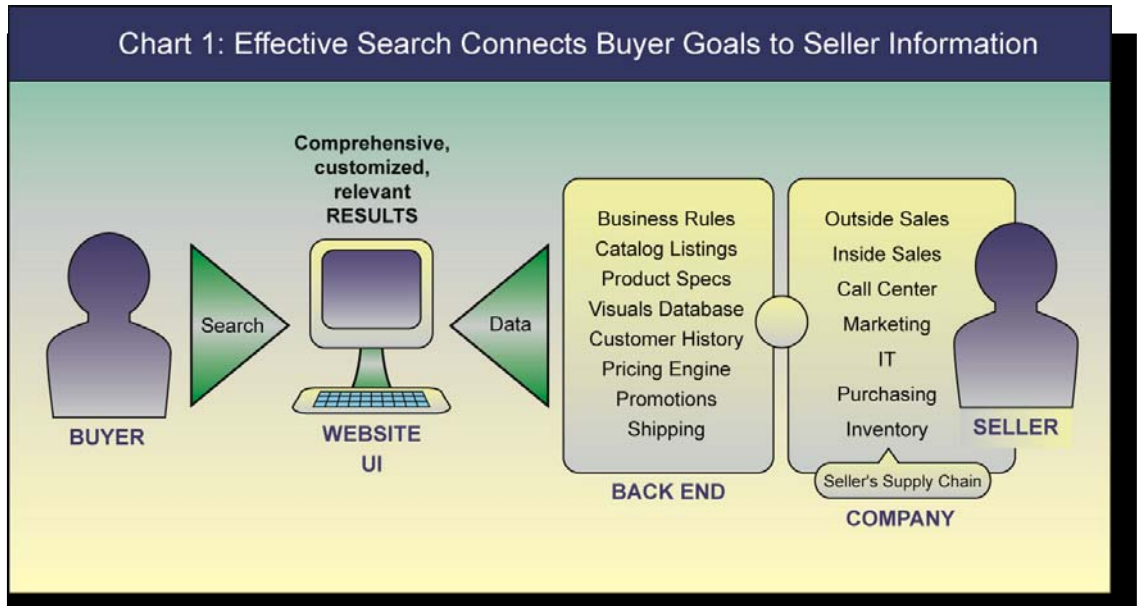 Chart 1: Effective Search Connects Buyer Goals to Seller Information
Comprehensive,
customized,
relevant
RESULTS
Search
Data
BUYER
WEBSITE
UI
Business Rules
Catalog Listings
Product Specs
Visuals Database
Customer History
Pricing Engine
Promotions
Shipping
BACK END
Outside Sales
Inside Sales
Call Center
Marketing
IT
Purchasing
Inventory
Seller's Supply Chain
COMPANY
SELLER